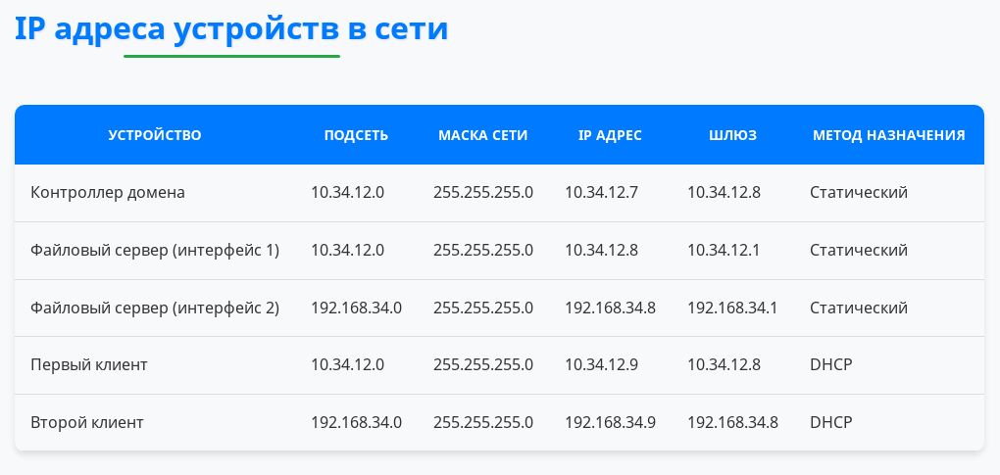 IP адреса устройств в сети
УСТРОЙСТВО ПОДСЕТЬ МАСКА СЕТИ IP АДРЕС ШЛЮЗ МЕТОД НАЗНАЧЕНИЯ
Контроллер домена 10.34.12.0 255.255.255.0 10.34.12.7 10.34.12.8 Статический
Файловый сервер (интерфейс 1) 10.34.12.0 255.255.255.0 10.34.12.8 10.34.12.1 Статический
Файловый сервер (интерфейс 2) 192.168.34.0 255.255.255.0 192.168.34.8 192.168.34.1 Статический
Первый клиент 10.34.12.0 255.255.255.0 10.34.12.9 10.34.12.8 DHCP
Второй клиент 192.168.34.0 255.255.255.0 192.168.34.9 192.168.34.8 DHCP